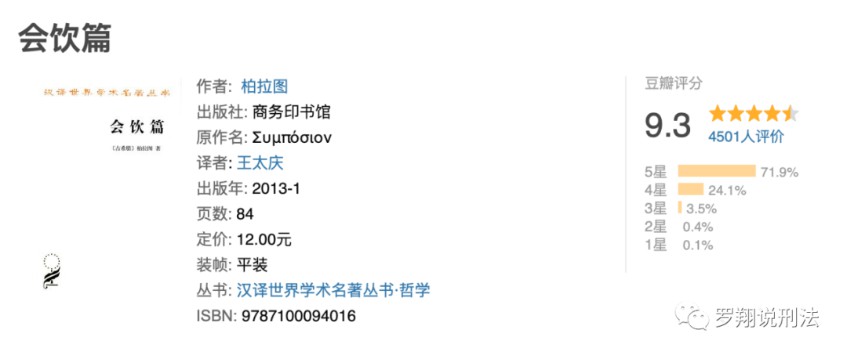 会饮篇
汉译世界学术名著丛本
会饮篇
〔古希腊〕柏拉图 著
作者: 柏拉图
出版社: 商务印书馆
原作名: Συμπόσιον
译者: 王太庆
出版年: 2013-1
页数: 84
定价: 12.00元
装帧: 平装
丛书: 汉译世界学术名著丛书·哲学
ISBN: 9787100094016
豆瓣评分
9.3
4501人评价
5星 71.9%
4星 24.1%
3星 3.5%
2星 0.4%
1星 0.1%
罗翔说刑法